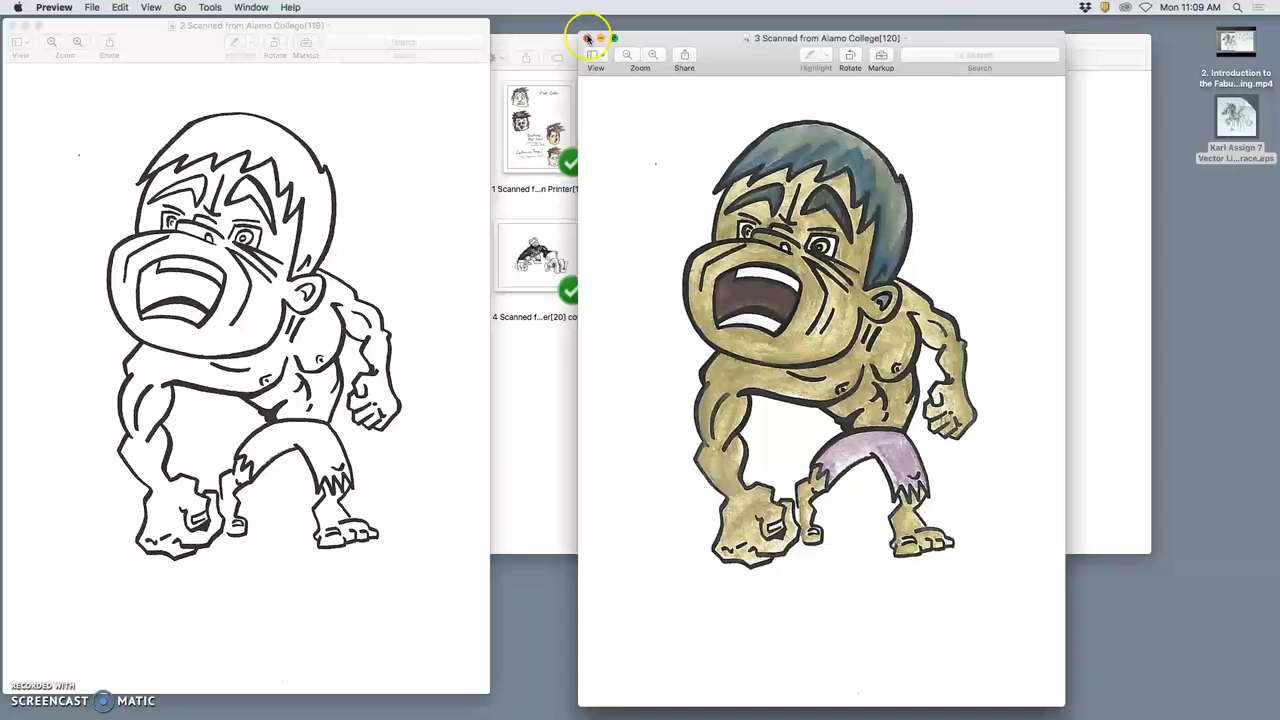 Preview File Edit View Go Tools Window Help
Mon 11:09 AM
2 Scanned from Alamo College[119]
View Zoom Share Highlight Rotate Markup Search
Search
3 Scanned from Alamo College[120]
Search
View Zoom Share Highlight Rotate Markup Search
1 Scanned f...n Printer[1
4 Scanned f...er[20] co
2. Introduction to
the Fabu...ing.mp4
Karl Assign 7
Vector Li...race.eps
RECORDED WITH
SCREENCAST MATIC